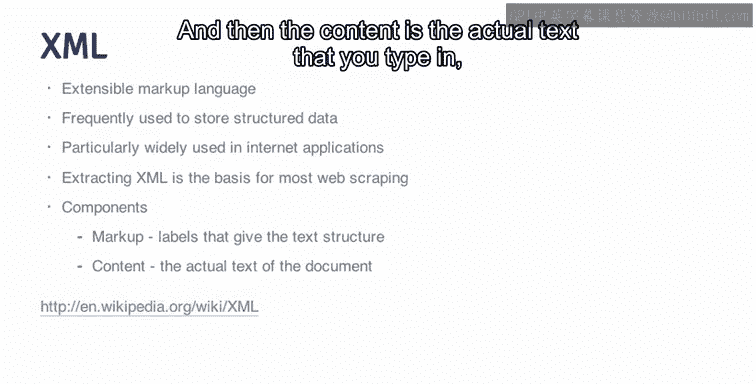 And then the content is the actual text
that you type in,
XML
· Extensible markup language
· Frequently used to store structured data
· Particularly widely used in internet applications
· Extracting XML is the basis for most web scraping
· Components
- Markup - labels that give the text structure
- Content - the actual text of the document
http://en.wikipedia.org/wiki/XML